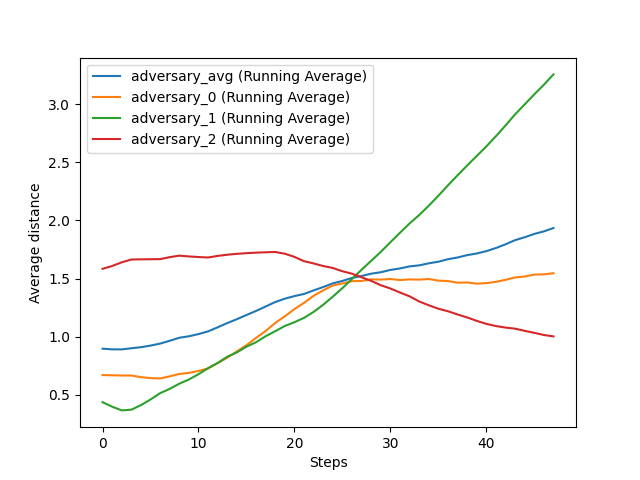 adversary_avg (Running Average)
adversary_0 (Running Average)
adversary_1 (Running Average)
adversary_2 (Running Average)
3.0
2.5
2.0
1.5
1.0
0.5
Average distance
0 10 20 30 40
Steps